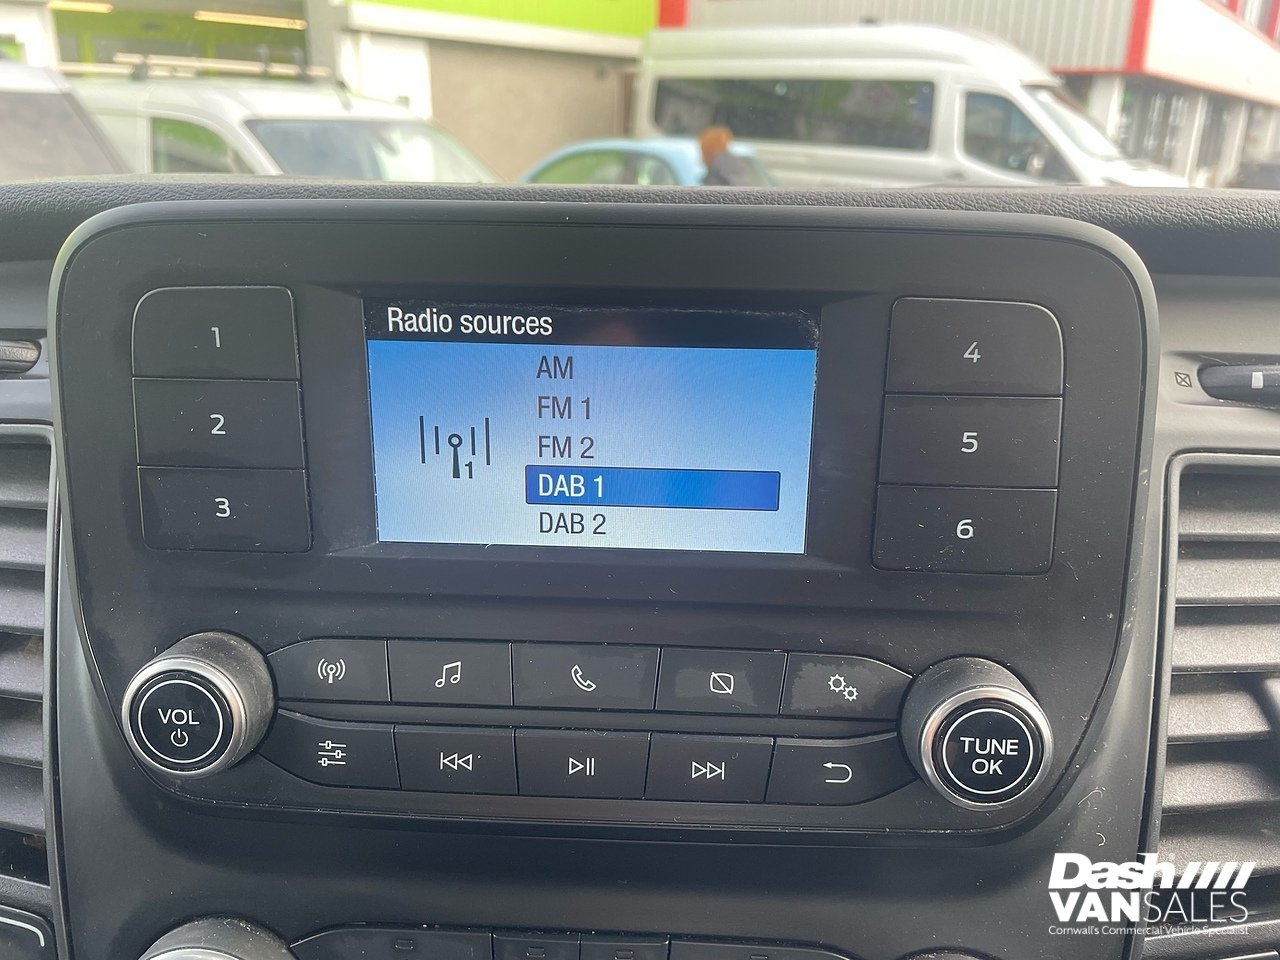 Radio sources
AM
FM 1
FM 2
DAB 1
DAB 2
1
1
2
3
4
5
6
VOL
TUNE
OK
Dash
VANSALES
Cornwall's Commercial Vehicle Specialist